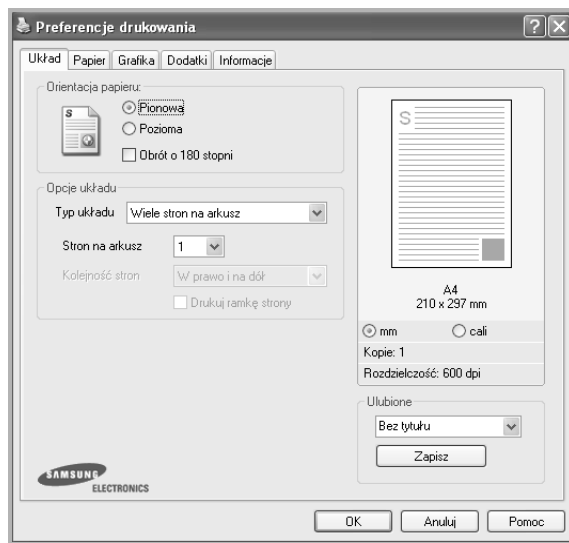 Preferencje drukowania
Układ Papier Grafika Dodatki Informacje
Orientacja papieru:
S
Pionowa
Pozioma
Obrót o 180 stopni
Opcje układu
Typ układu Wiele stron na arkusz
Stron na arkusz 1
Kolejność stron W prawo i na dół
Drukuj ramkę strony
S
A4
210 x 297 mm
mm cali
Kopie: 1
Rozdzielczość: 600 dpi
Ulubione
Bez tytułu
Zapisz
SAMSUNG
ELECTRONICS
OK Anuluj Pomoc